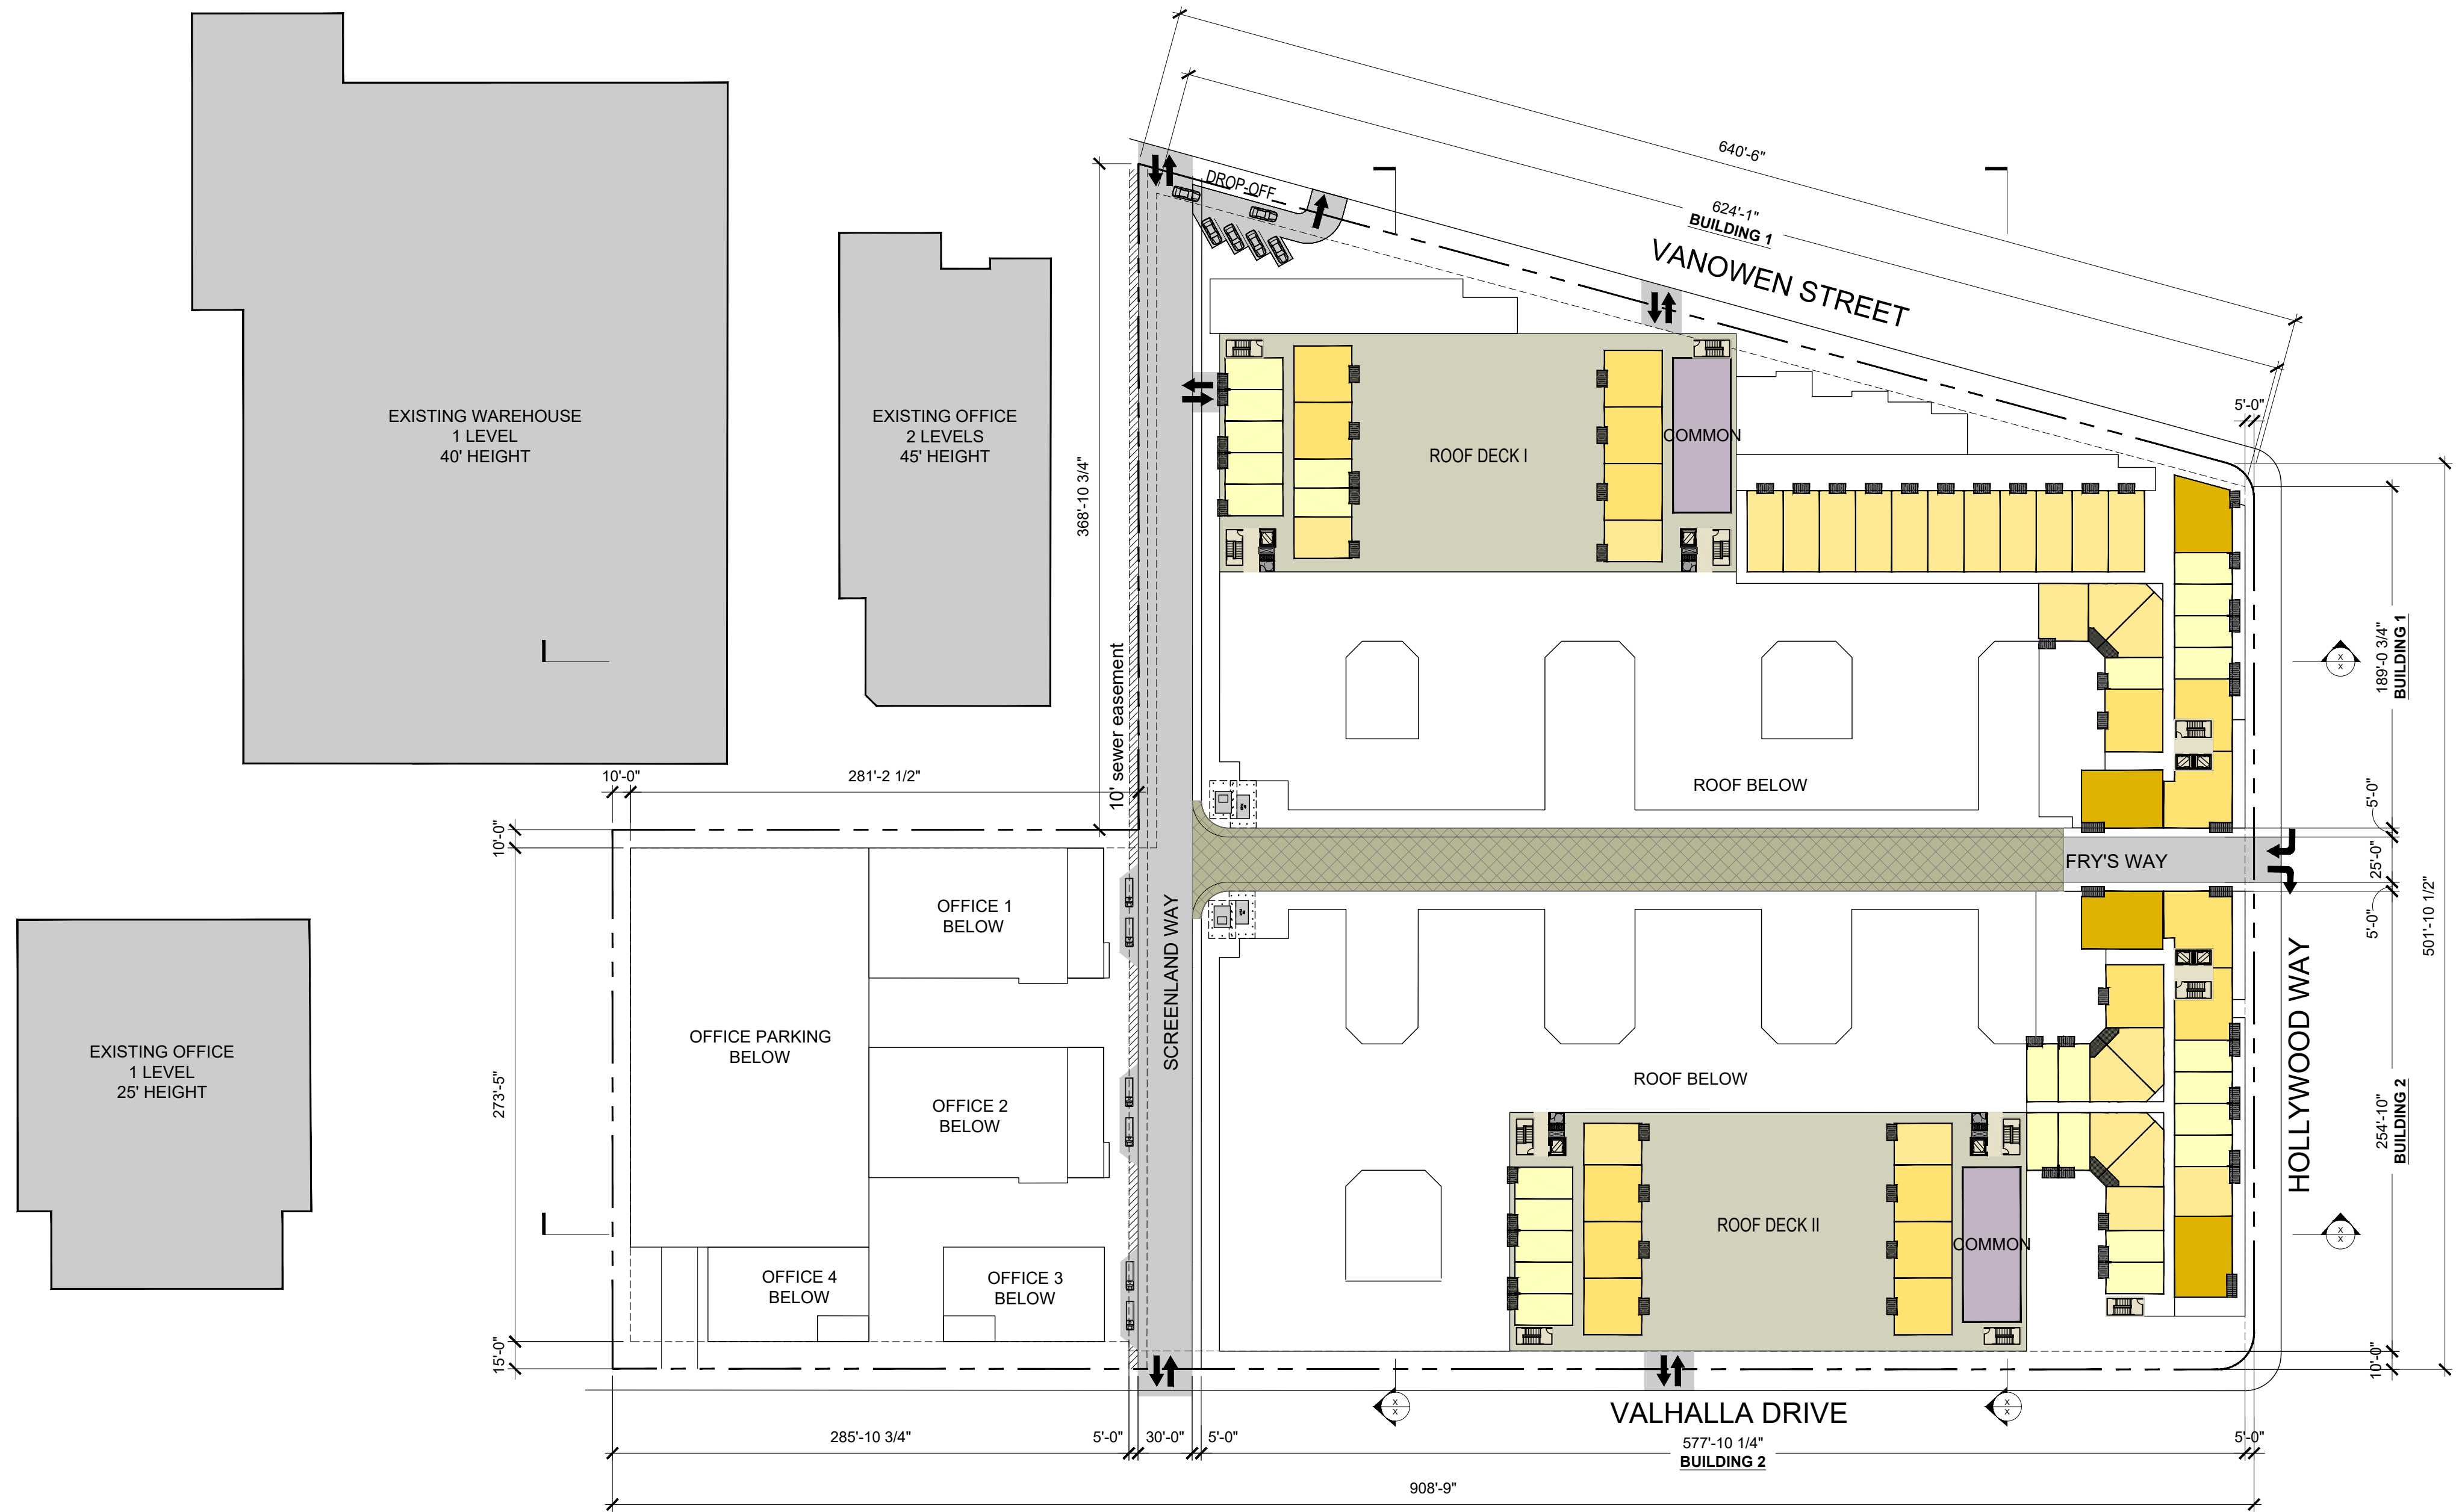 640'-6"
624'-1"
BUILDING 1
VANOWEN STREET
DROP-OFF
5'-0"
EXISTING WAREHOUSE
1 LEVEL
40' HEIGHT
EXISTING OFFICE
2 LEVELS
45' HEIGHT
368'-10 3/4"
ROOF DECK I
COMMON
10' sewer easement
189'-0 3/4"
BUILDING 1
X
X
10'-0"
281'-2 1/2"
ROOF BELOW
5'-0"
10'-0"
FRY'S WAY
25'-0"
5'-0"
501'-10 1/2"
OFFICE 1
BELOW
SCREENLAND WAY
HOLLYWOOD WAY
EXISTING OFFICE
1 LEVEL
25' HEIGHT
OFFICE PARKING
BELOW
273'-5"
OFFICE 2
BELOW
ROOF BELOW
254'-10"
BUILDING 2
ROOF DECK II
COMMON
X
X
OFFICE 4
BELOW
OFFICE 3
BELOW
15'-0"
10'-0"
X
X
X
X
VALHALLA DRIVE
285'-10 3/4"
5'-0"
30'-0"
5'-0"
577'-10 1/4"
BUILDING 2
5'-0"
908'-9"